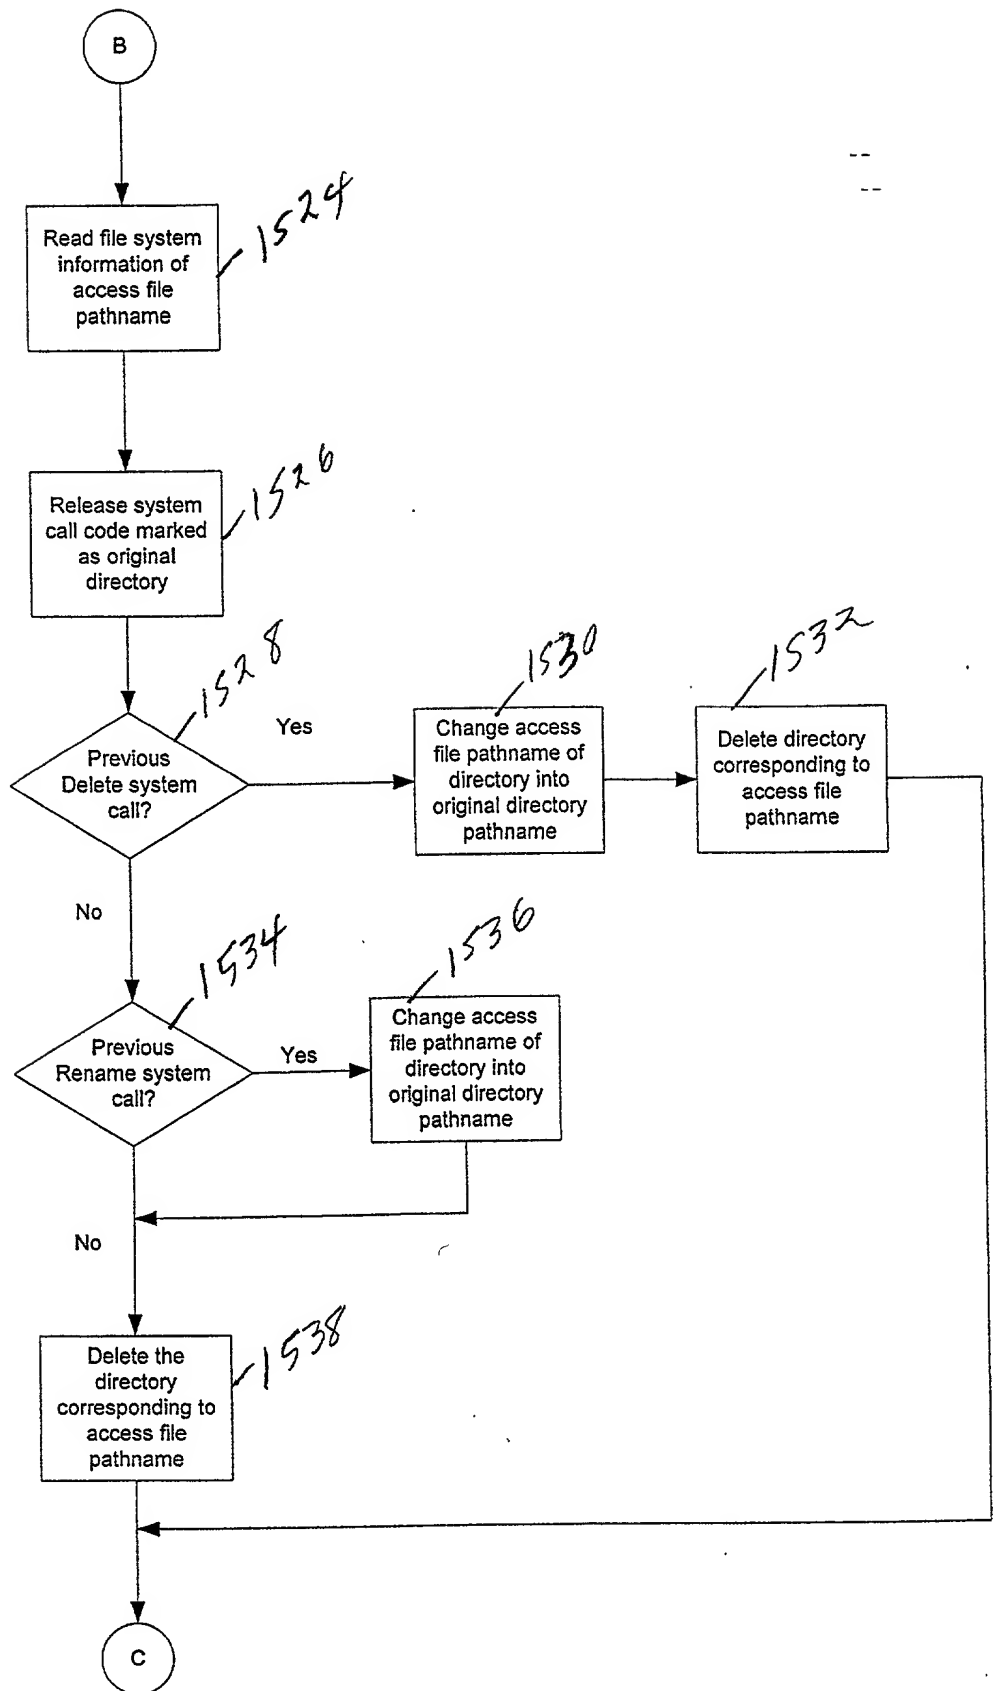 B
Read file system
information of
access file
pathname
1524
Release system
call code marked
as original
directory
1526
Previous
Delete system
call?
1528
Yes
Change access
file pathname of
directory into
original directory
pathname
1530
Delete directory
corresponding to
access file
pathname
1532
No
Previous
Rename system
call?
1534
Yes
Change access
file pathname of
directory into
original directory
pathname
1536
No
Delete the
directory
corresponding to
access file
pathname
1538
C